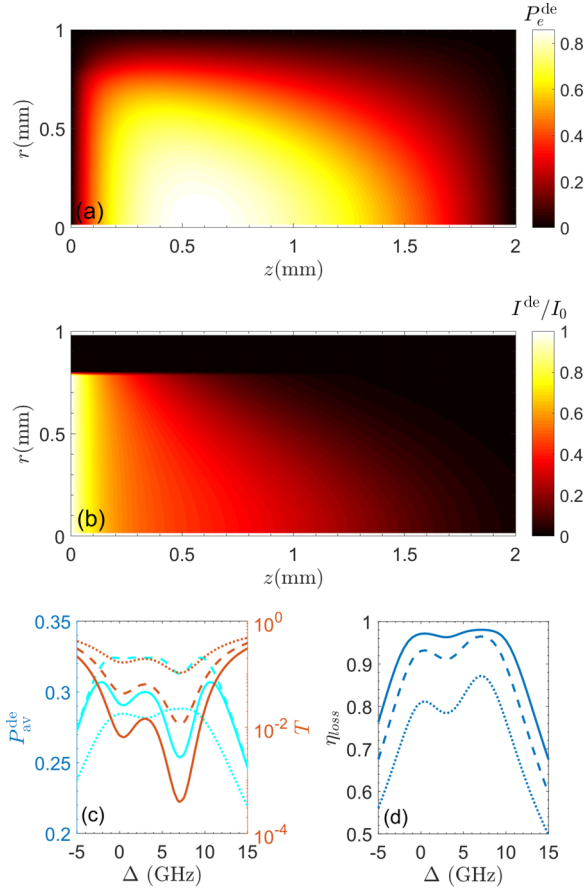 P_e^de
1
0.5
0
r(mm)
(a)
0 0.5 1 1.5 2
z(mm)
0.8
0.6
0.4
0.2
0
I^de/I_0
1
0.5
0
r(mm)
(b)
0 0.5 1 1.5 2
z(mm)
1
0.8
0.6
0.4
0.2
0
0.35
0.3
0.25
0.2
P_av^de
10^0
10^-2
10^-4
T
(c)
-5 0 5 10 15
Δ (GHz)
1
0.9
0.8
0.7
0.6
0.5
η_loss
(d)
-5 0 5 10 15
Δ (GHz)